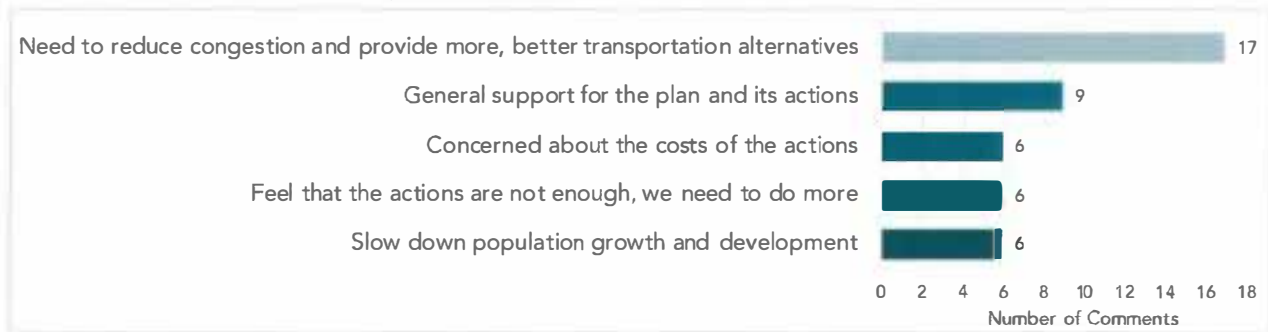 Need to reduce congestion and provide more, better transportation alternatives 17
General support for the plan and its actions 9
Concerned about the costs of the actions 6
Feel that the actions are not enough, we need to do more 6
Slow down population growth and development 6
0 2 4 6 8 10 12 14 16 18
Number of Comments